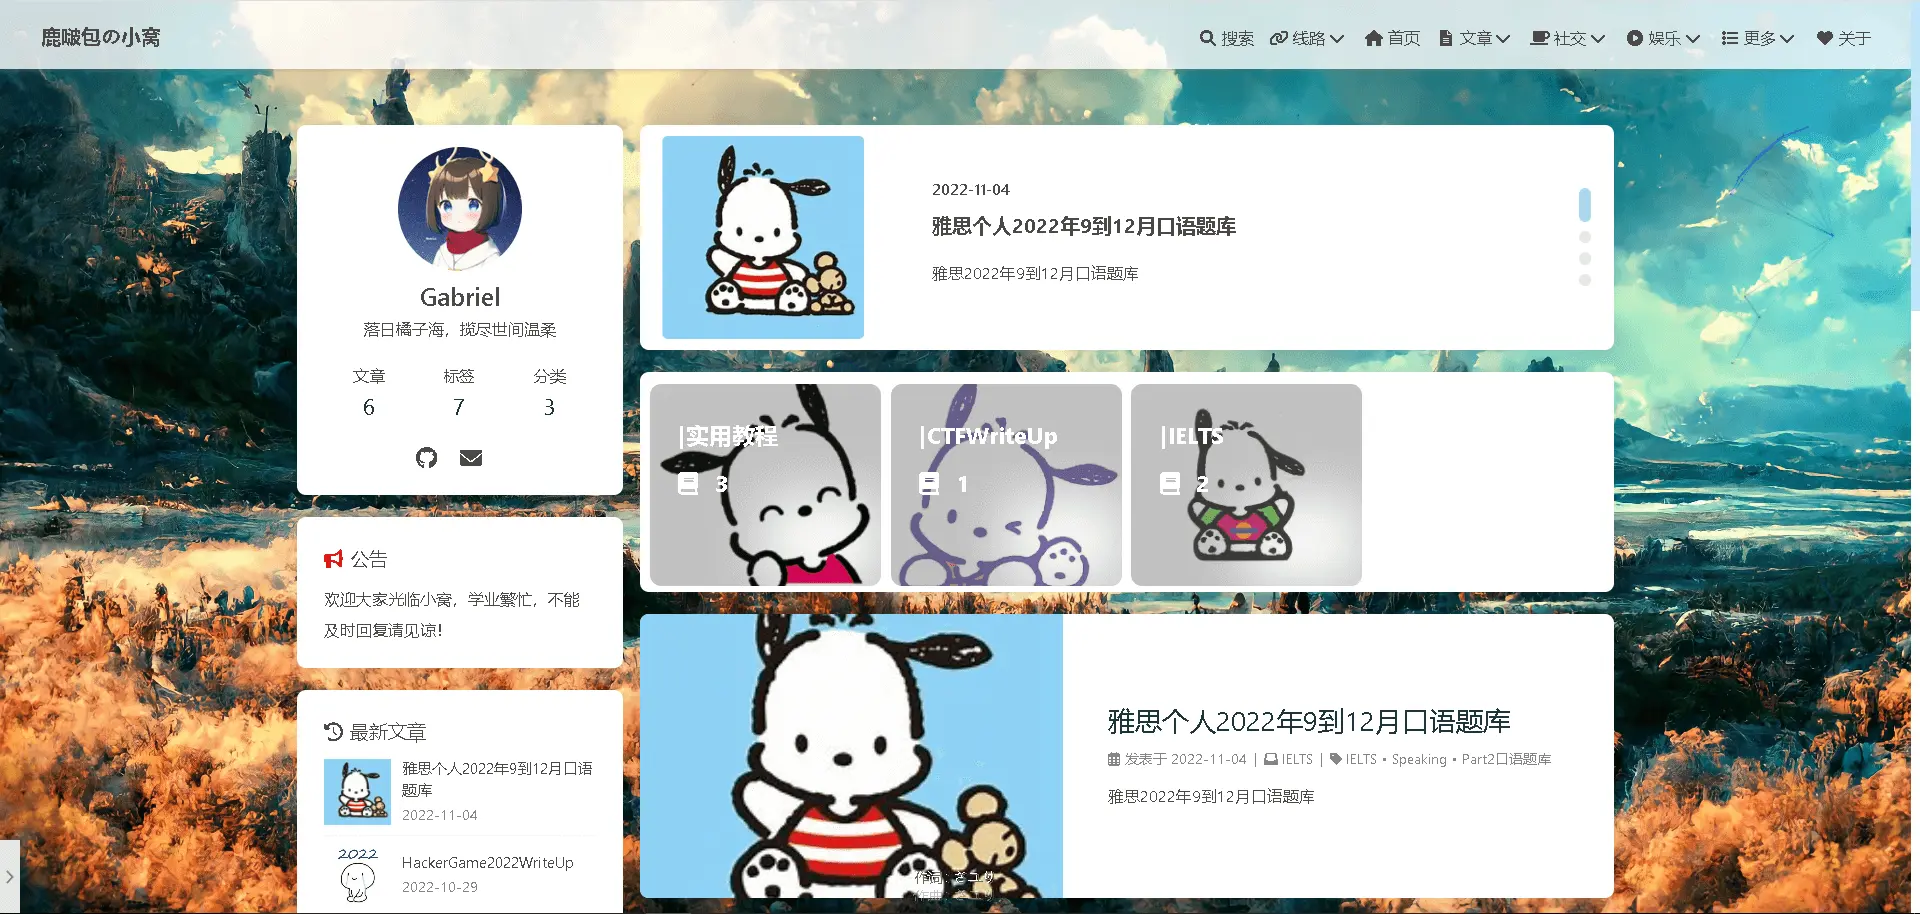 鹿啵包の小窝
搜索 线路 首页 文章 社交 娱乐 更多 关于
Gabriel
落日橘子海，揽尽世间温柔
文章 标签 分类
6 7 3
公告
欢迎大家光临小窝，学业繁忙，不能
及时回复请见谅！
最新文章
雅思个人2022年9到12月口语
题库
2022-11-04
2022
HackerGame2022WriteUp
2022-10-29
2022-11-04
雅思个人2022年9到12月口语题库
雅思2022年9到12月口语题库
|实用教程
3
|CTFWriteUp
1
|IELTS
2
雅思个人2022年9到12月口语题库
发表于 2022-11-04 | IELTS | IELTS • Speaking • Part2口语题库
雅思2022年9到12月口语题库
作词 : さユり
作曲 : さユり